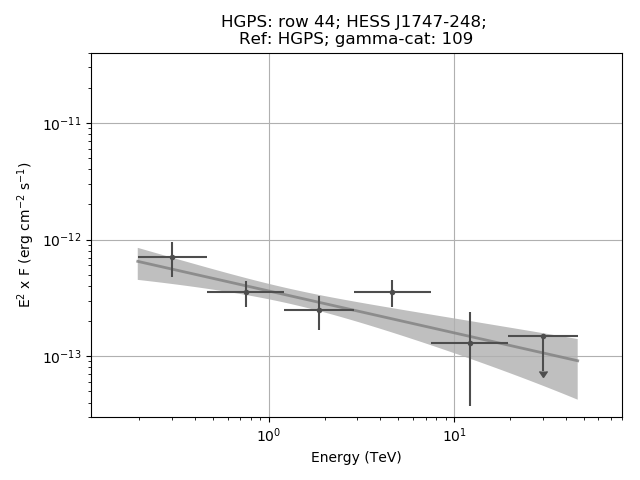 HGPS: row 44; HESS J1747-248;
Ref: HGPS; gamma-cat: 109
E² x F (erg cm⁻² s⁻¹)
10⁻¹¹
10⁻¹²
10⁻¹³
10⁰ 10¹
Energy (TeV)